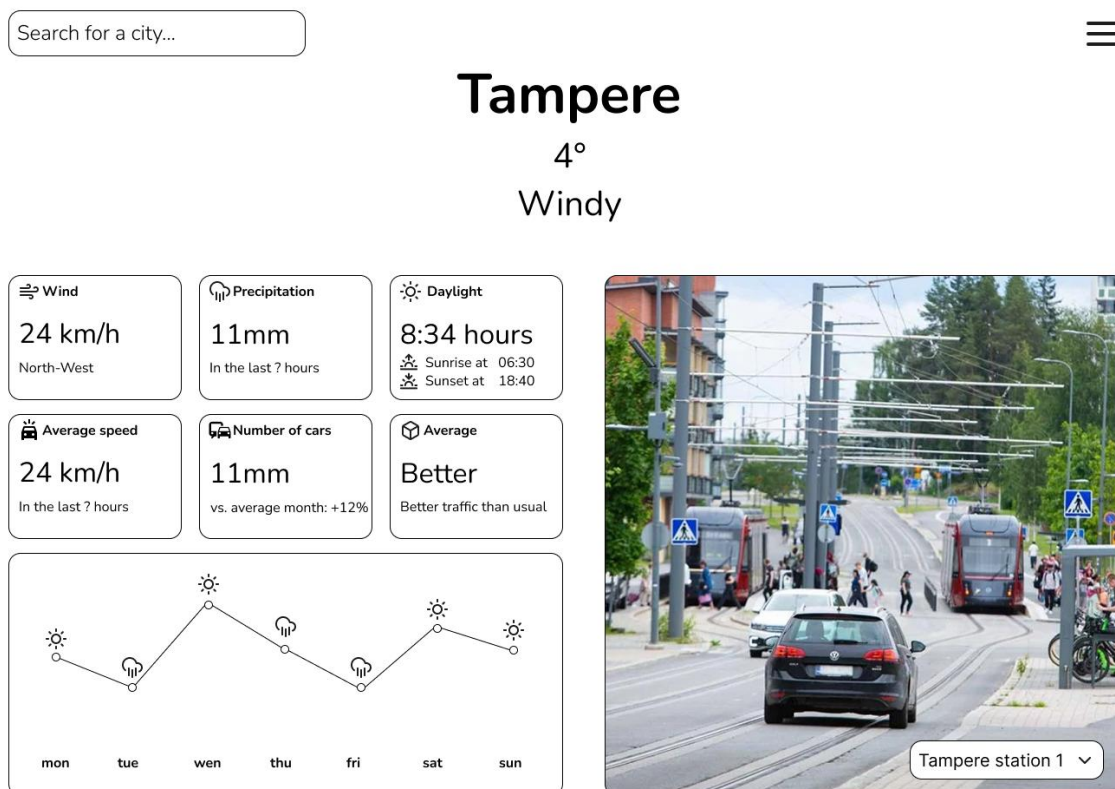 Search for a city...
Tampere
4°
Windy
Wind
24 km/h
North-West
Precipitation
11mm
In the last ? hours
Daylight
8:34 hours
Sunrise at 06:30
Sunset at 18:40
Average speed
24 km/h
In the last ? hours
Number of cars
11mm
vs. average month: +12%
Average
Better
Better traffic than usual
mon tue wen thu fri sat sun
Tampere station 1